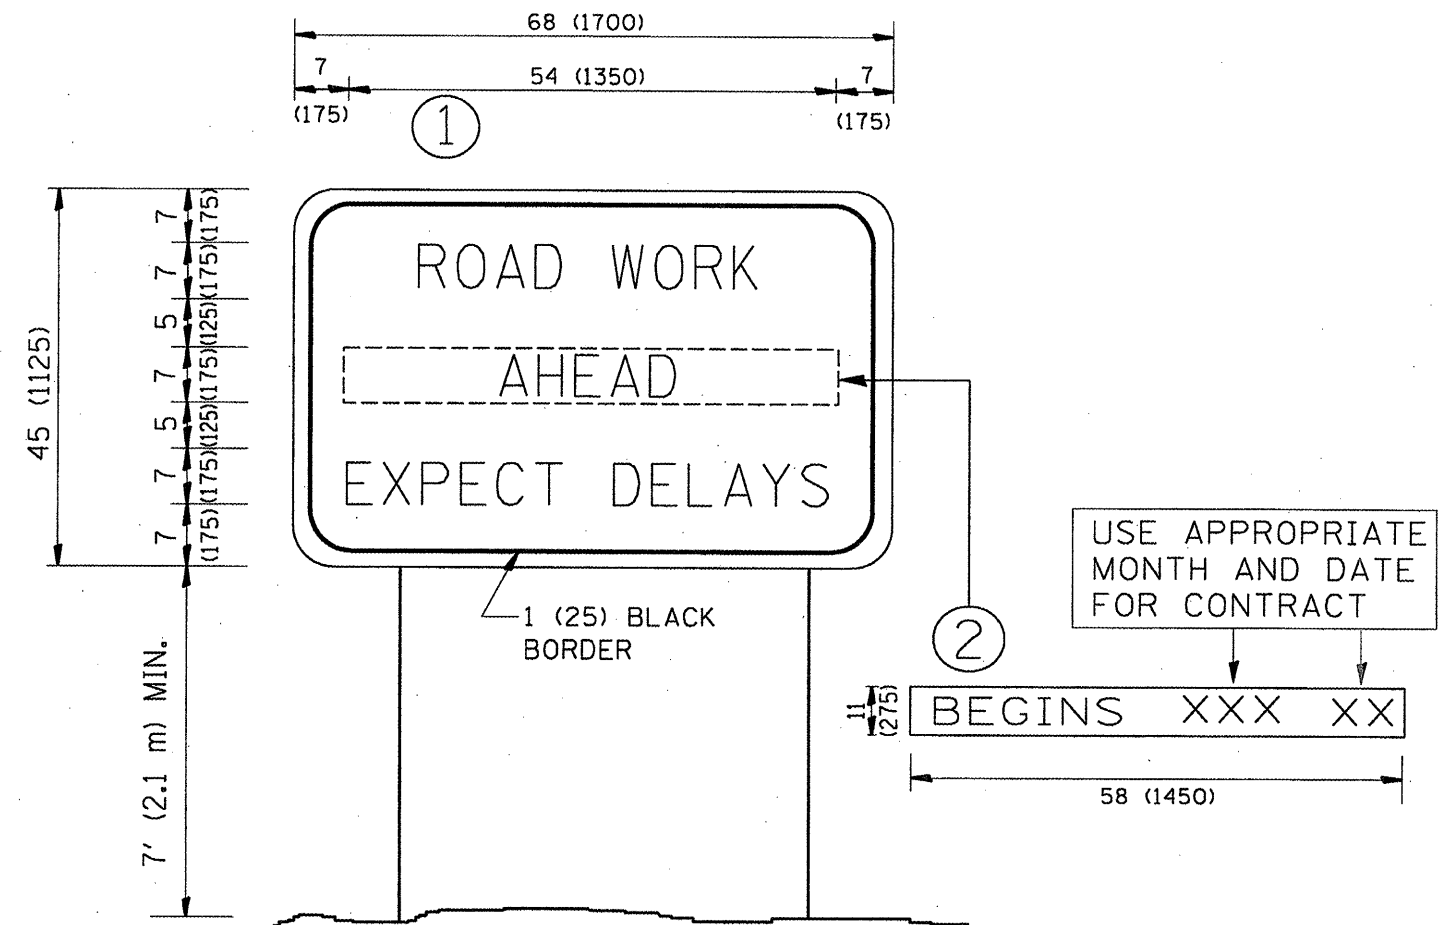 68 (1700)
7
54 (1350)
7
(175)
(175)
1
7
(175)
7
(175)
5
(125)
7
(175)
5
(125)
7
(175)
7
(175)
45 (1125)
ROAD WORK
AHEAD
EXPECT DELAYS
1 (25) BLACK
BORDER
7' (2.1 m) MIN.
USE APPROPRIATE
MONTH AND DATE
FOR CONTRACT
2
11
(275)
BEGINS XXX XX
58 (1450)